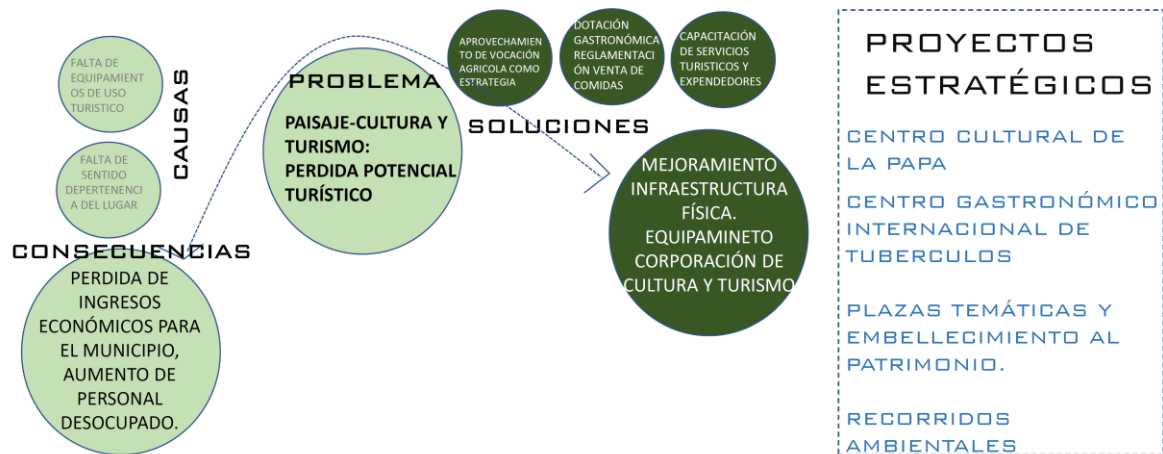 CAUSAS
FALTA DE
EQUIPAMIENT
OS DE USO
TURISTICO
FALTA DE
SENTIDO
DEPERTENENCI
A DEL LUGAR
CONSECUENCIAS
PERDIDA DE
INGRESOS
ECONÓMICOS PARA
EL MUNICIPIO,
AUMENTO DE
PERSONAL
DESOCUPADO.
PROBLEMA
PAISAJE-CULTURA Y
TURISMO:
PERDIDA POTENCIAL
TURÍSTICO
APROVECHAMIEN
TO DE VOCACIÓN
AGRICOLA COMO
ESTRATEGIA
DOTACIÓN
GASTRONÓMICA
REGLAMENTACI
ÓN VENTA DE
COMIDAS
CAPACITACIÓN
DE SERVICIOS
TURISTICOS Y
EXPENDEDORES
SOLUCIONES
MEJORAMIENTO
INFRAESTRUCTURA
FÍSICA.
EQUIPAMINETO
CORPORACIÓN DE
CULTURA Y TURISMO
PROYECTOS
ESTRATÉGICOS
CENTRO CULTURAL DE
LA PAPA
CENTRO GASTRONÓMICO
INTERNACIONAL DE
TUBERCULOS
PLAZAS TEMÁTICAS Y
EMBELLECIMIENTO AL
PATRIMONIO.
RECORRIDOS
AMBIENTALES